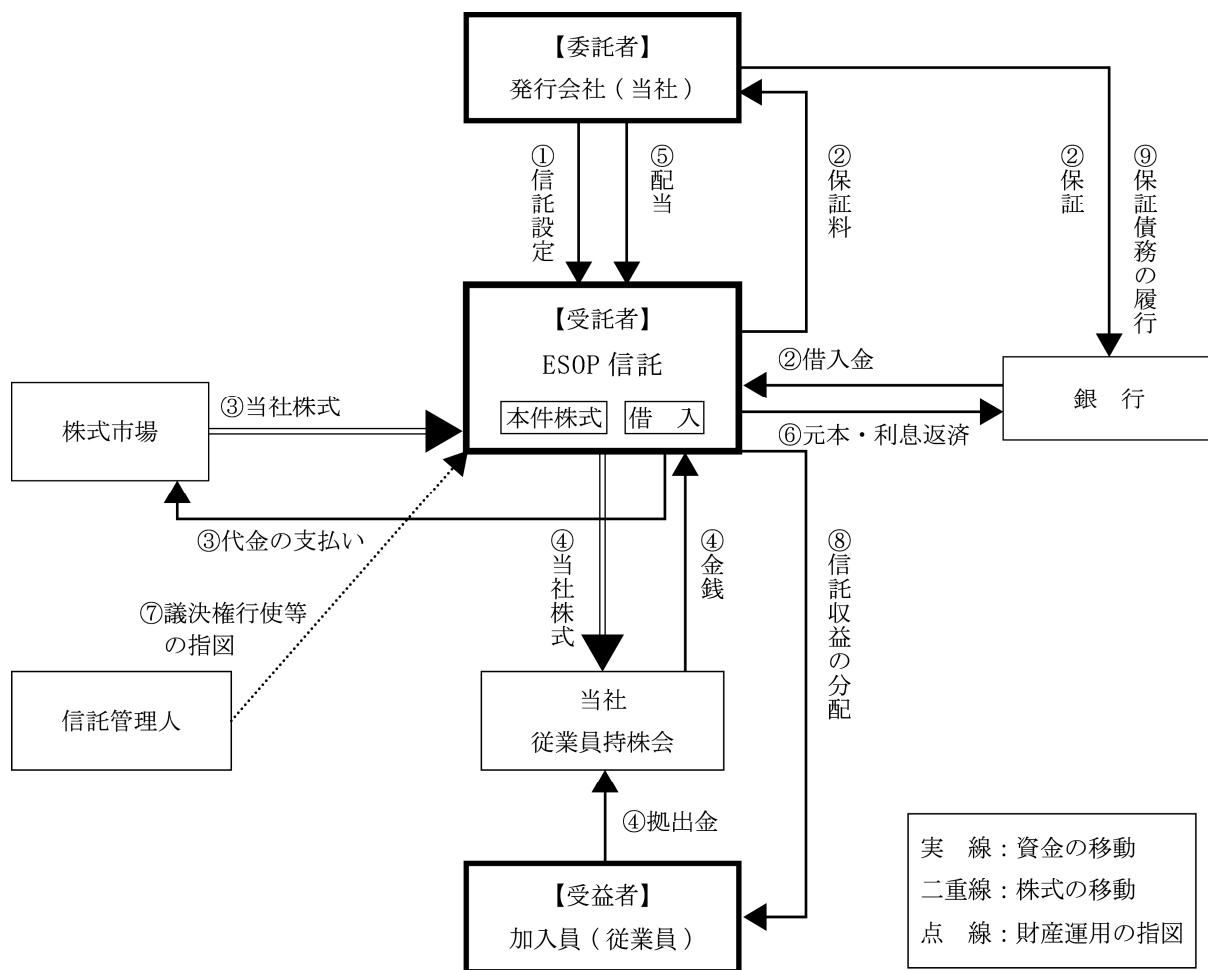 【委託者】
発行会社(当社)
①信託設定
⑤配当
②保証料
②保証
⑨保証債務の履行
【受託者】
ESOP 信託
本件株式 借 入
②借入金
⑥元本・利息返済
銀 行
株式市場
③当社株式
③代金の支払い
④当社株式
④金銭
⑧信託収益の分配
⑦議決権行使等
の指図
信託管理人
当社
従業員持株会
④拠出金
【受益者】
加入員(従業員)
実 線:資金の移動
二重線:株式の移動
点 線:財産運用の指図